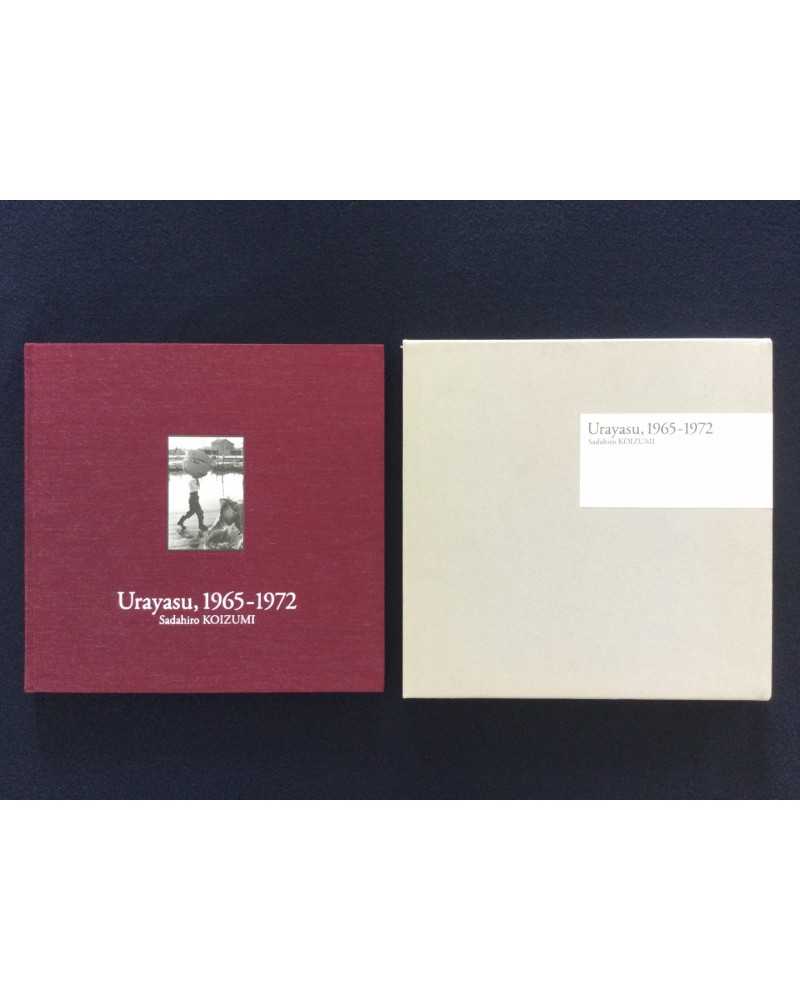 Urayasu, 1965-1972
Sadahiro KOIZUMI
Urayasu, 1965-1972
Sadahiro KOIZUMI